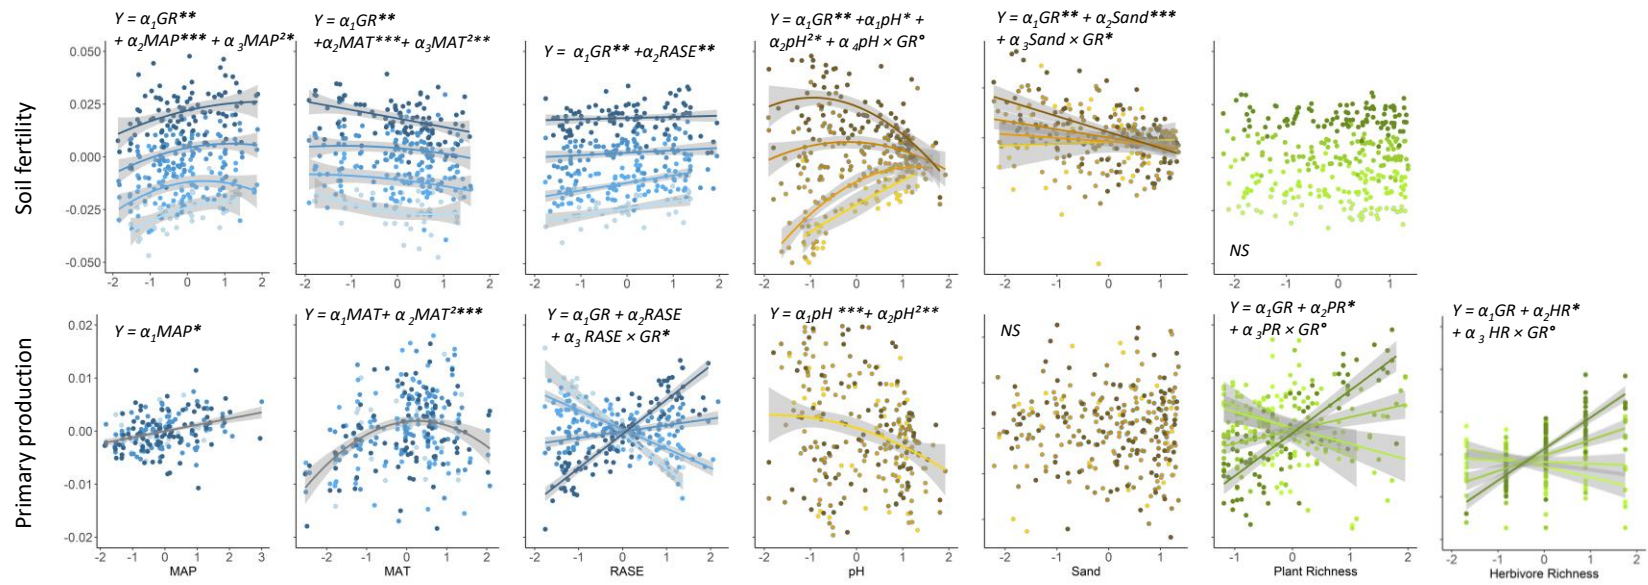 Y = α₁GR**
+ α₂MAP*** + α₃MAP²*
Y = α₁GR**
+α₂MAT***+ α₃MAT²**
Y = α₁GR** +α₂RASE**
Y = α₁GR** +α₁pH* +
α₂pH²* + α₄pH × GR°
Y = α₁GR** + α₂Sand***
+ α₃Sand × GR*
NS
Soil fertility
0.050
0.025
0.000
-0.025
-0.050
-2 -1 0 1 2
-2 -1 0 1 2
-2 -1 0 1 2
-2 -1 0 1 2
-2 -1 0 1
-2 -1 0 1
Y = α₁MAP*
Y = α₁MAT+ α₂MAT²***
Y = α₁GR + α₂RASE
+ α₃ RASE × GR*
Y = α₁pH ***+ α₂pH²**
NS
Y = α₁GR + α₂PR*
+ α₃PR × GR°
Y = α₁GR + α₂HR*
+ α₃ HR × GR°
Primary production
0.02
0.01
0.00
-0.01
-0.02
-2 -1 0 1 2 3
-2 -1 0 1 2
-2 -1 0 1 2
-2 -1 0 1 2
-2 -1 0 1
-1 0 1 2
-2 -1 0 1 2
MAP
MAT
RASE
pH
Sand
Plant Richness
Herbivore Richness